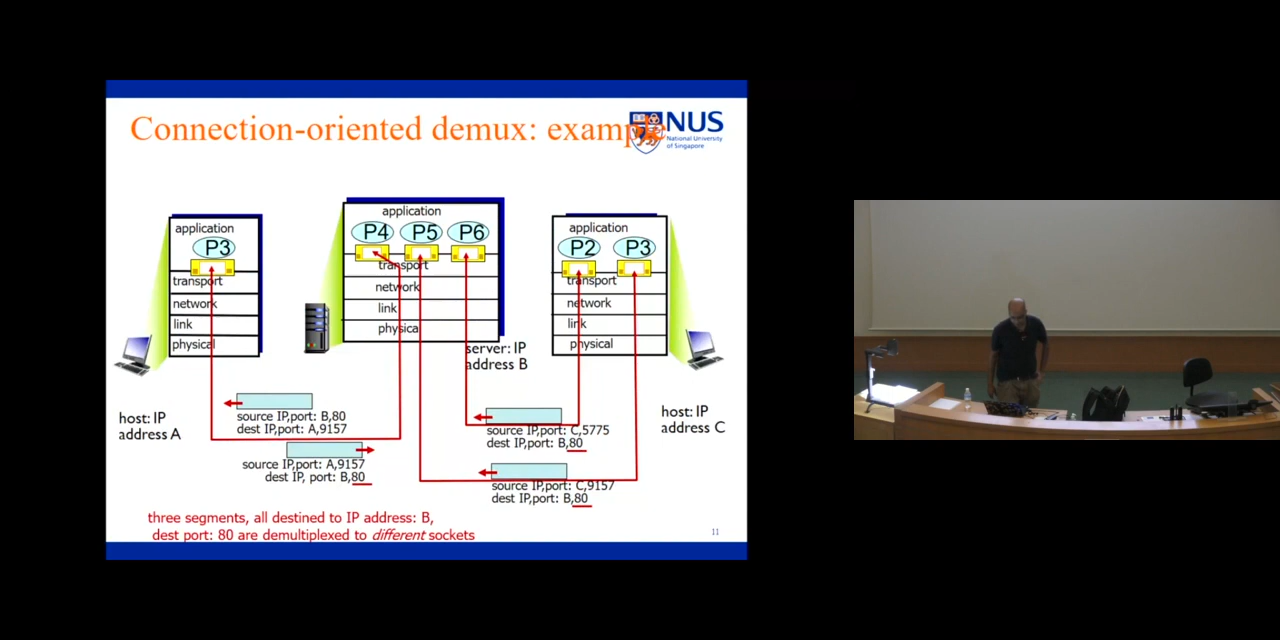 Connection-oriented demux: example
NUS
National University
of Singapore
application
P3
transport
network
link
physical
host: IP
address A
application
P4 P5 P6
transport
network
link
physical
server: IP
address B
application
P2 P3
transport
network
link
physical
host: IP
address C
source IP,port: B,80
dest IP,port: A,9157
source IP,port: A,9157
dest IP, port: B,80
source IP,port: C,5775
dest IP,port: B,80
source IP,port: C,9157
dest IP,port: B,80
three segments, all destined to IP address: B,
dest port: 80 are demultiplexed to different sockets
11